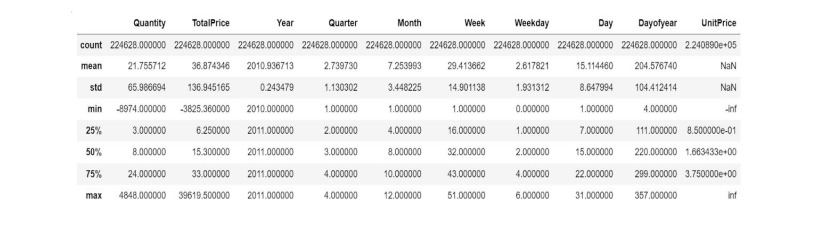 Quantity TotalPrice Year Quarter Month Week Weekday Day Dayofyear UnitPrice
count 224628.000000 224628.000000 224628.000000 224628.000000 224628.000000 224628.000000 224628.000000 224628.000000 224628.000000 2.240890e+05
mean 21.755712 36.874346 2010.936713 2.739730 7.253993 29.413662 2.617821 15.114460 204.576740 NaN
std 65.986694 136.945165 0.243479 1.130302 3.448225 14.901138 1.931312 8.647994 104.412414 NaN
min -8974.000000 -3825.360000 2010.000000 1.000000 1.000000 1.000000 0.000000 1.000000 4.000000 -inf
25% 3.000000 6.250000 2011.000000 2.000000 4.000000 16.000000 1.000000 7.000000 111.000000 8.500000e-01
50% 8.000000 15.300000 2011.000000 3.000000 8.000000 32.000000 2.000000 15.000000 220.000000 1.663433e+00
75% 24.000000 33.000000 2011.000000 4.000000 10.000000 43.000000 4.000000 22.000000 299.000000 3.750000e+00
max 4848.000000 39619.500000 2011.000000 4.000000 12.000000 51.000000 6.000000 31.000000 357.000000 inf